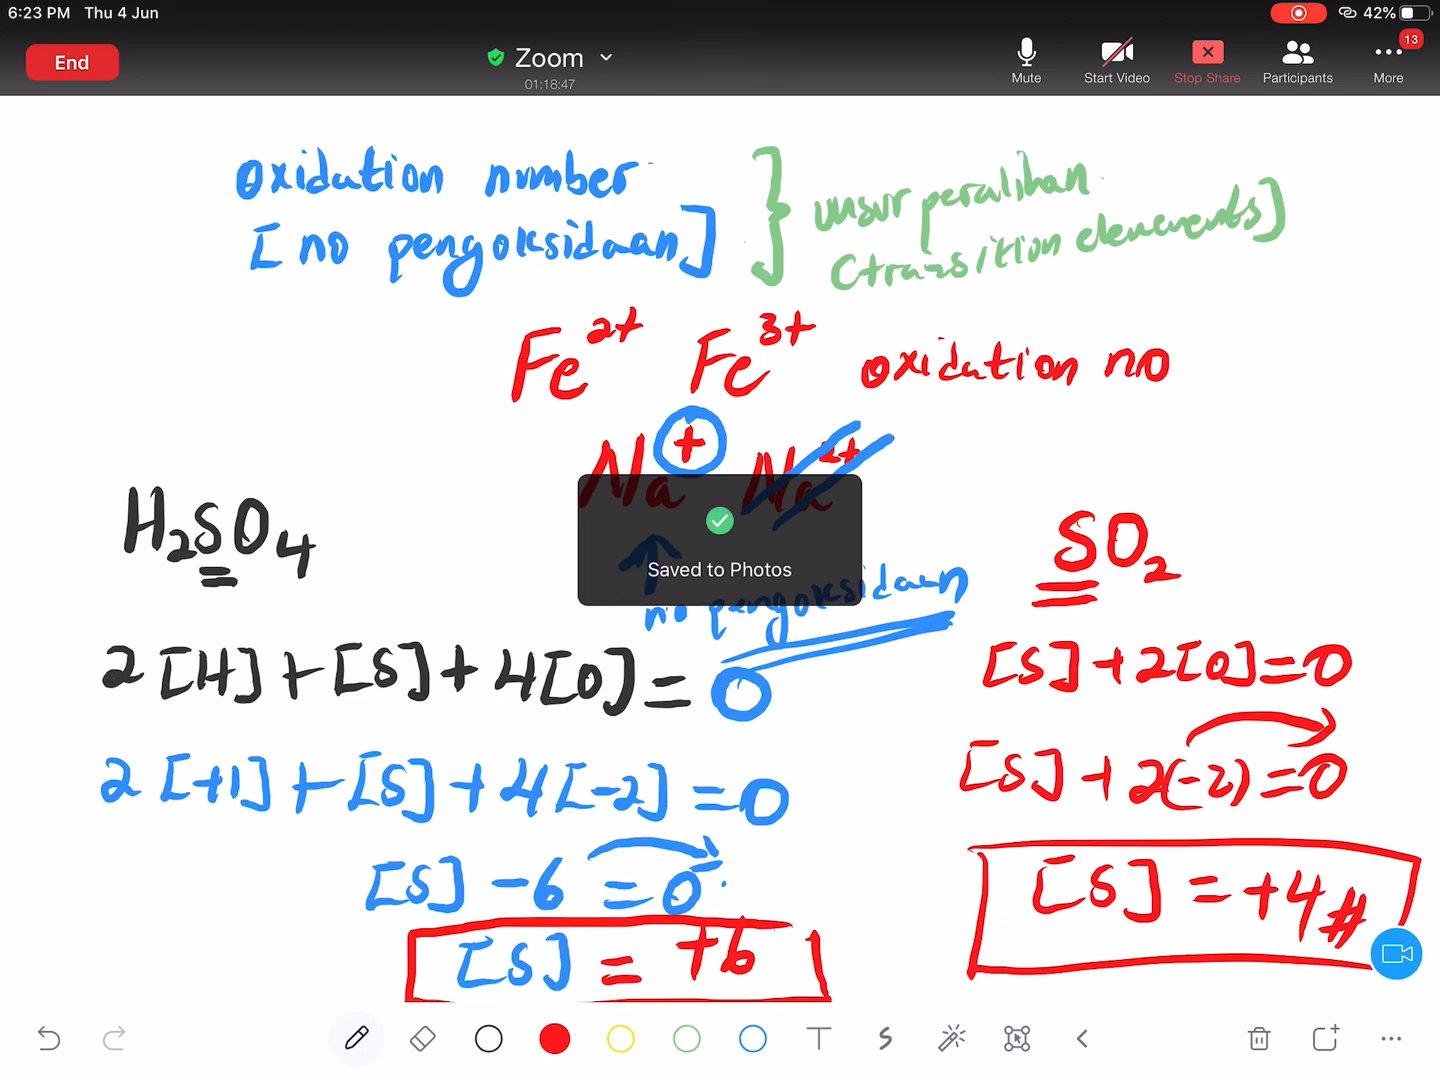 6:23 PM Thu 4 Jun
42%
End
Zoom
01:18:47
Mute
Start Video
Stop Share
Participants
13
More
oxidation number
[no pengoksidaan]
unsur peralihan
(transition elements]
Fe2+ Fe3+ oxidation no
Na+ Na2+
Saved to Photos
no pengoksidaan
H2SO4
2[H]+[S]+4[O]=0
2[+1]+[S]+4[-2]=0
[S]-6=0
[S]=+6
SO2
[S]+2[O]=0
[S]+2(-2)=0
[S]=+4#
T